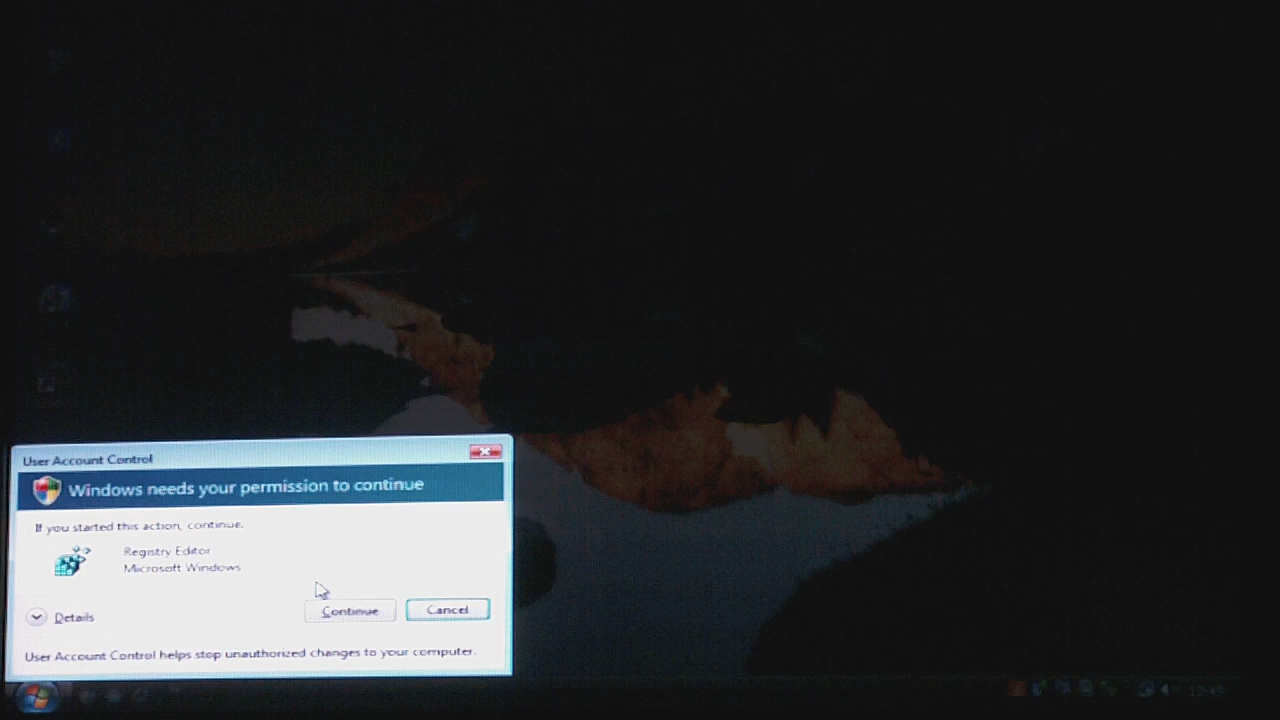 User Account Control
Windows needs your permission to continue
If you started this action, continue.
Registry Editor
Microsoft Windows
Details
Continue
Cancel
User Account Control helps stop unauthorized changes to your computer.